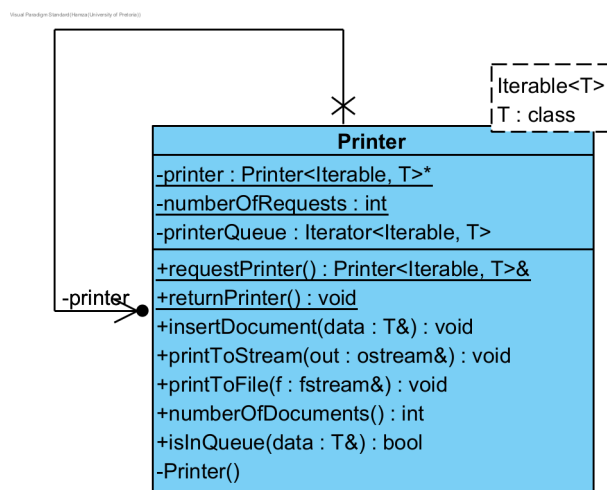 Visual Paradigm Standard(Hamza(University of Pretoria))
Iterable<T>
T : class
Printer
-printer : Printer<Iterable, T>*
-numberOfRequests : int
-printerQueue : Iterator<Iterable, T>
+requestPrinter() : Printer<Iterable, T>&
-printer
+returnPrinter() : void
+insertDocument(data : T&) : void
+printToStream(out : ostream&) : void
+printToFile(f : fstream&) : void
+numberOfDocuments() : int
+isInQueue(data : T&) : bool
-Printer()